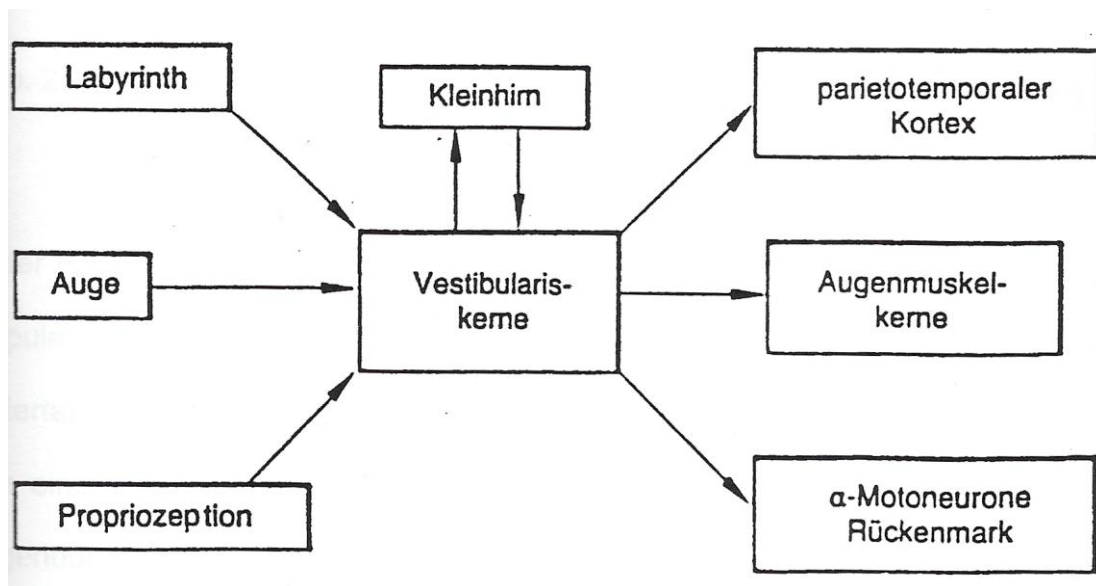 Labyrinth
Kleinhirn
parietotemporaler
Kortex
Auge
Vestibularis-
kerne
Augenmuskel-
kerne
Propriozeption
α-Motoneurone
Rückenmark